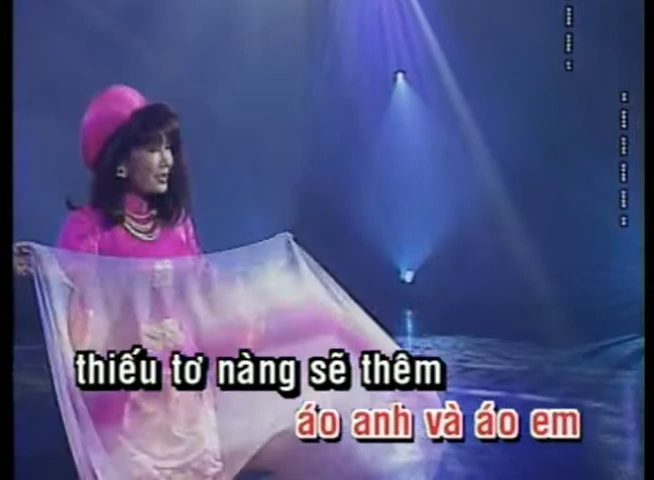 thiếu tơ nàng sẽ thêm
áo anh và áo em